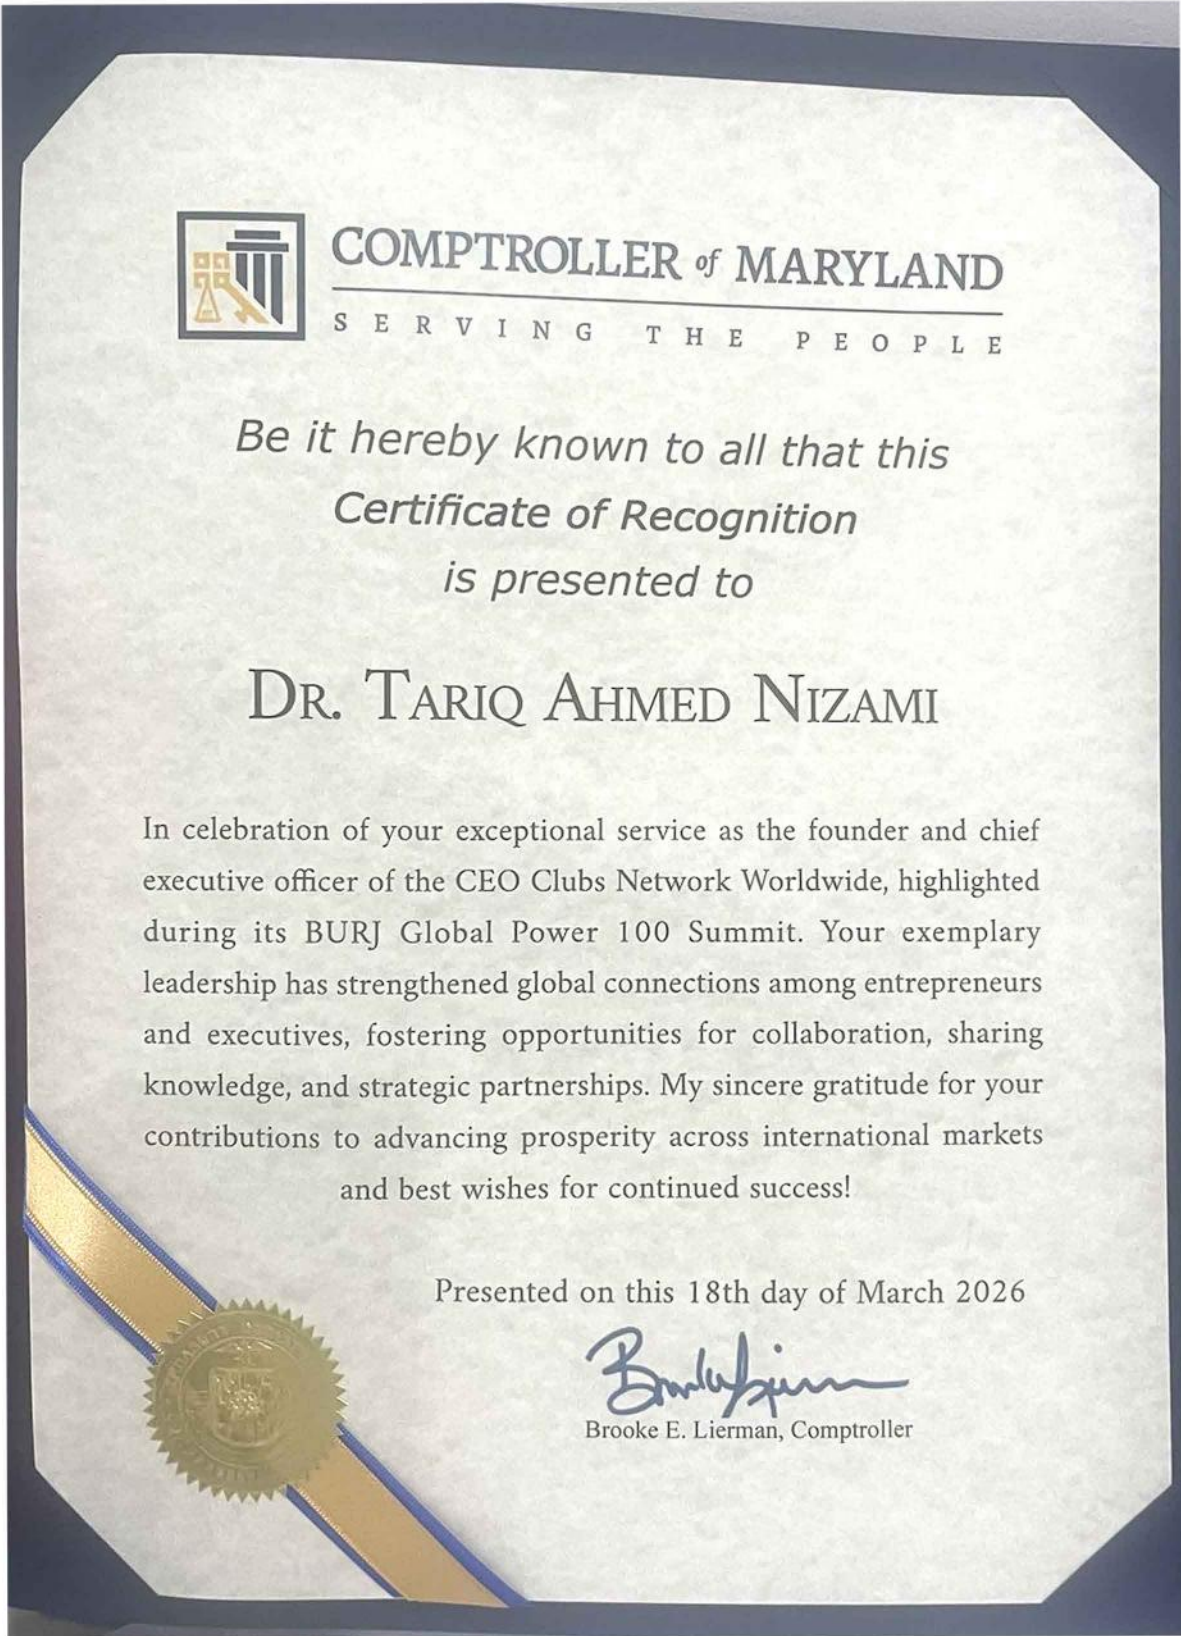 COMPTROLLER of MARYLAND
SERVING THE PEOPLE
Be it hereby known to all that this
Certificate of Recognition
is presented to
DR. TARIQ AHMED NIZAMI
In celebration of your exceptional service as the founder and chief
executive officer of the CEO Clubs Network Worldwide, highlighted
during its BURJ Global Power 100 Summit. Your exemplary
leadership has strengthened global connections among entrepreneurs
and executives, fostering opportunities for collaboration, sharing
knowledge, and strategic partnerships. My sincere gratitude for your
contributions to advancing prosperity across international markets
and best wishes for continued success!
Presented on this 18th day of March 2026
Brooke E. Lierman, Comptroller